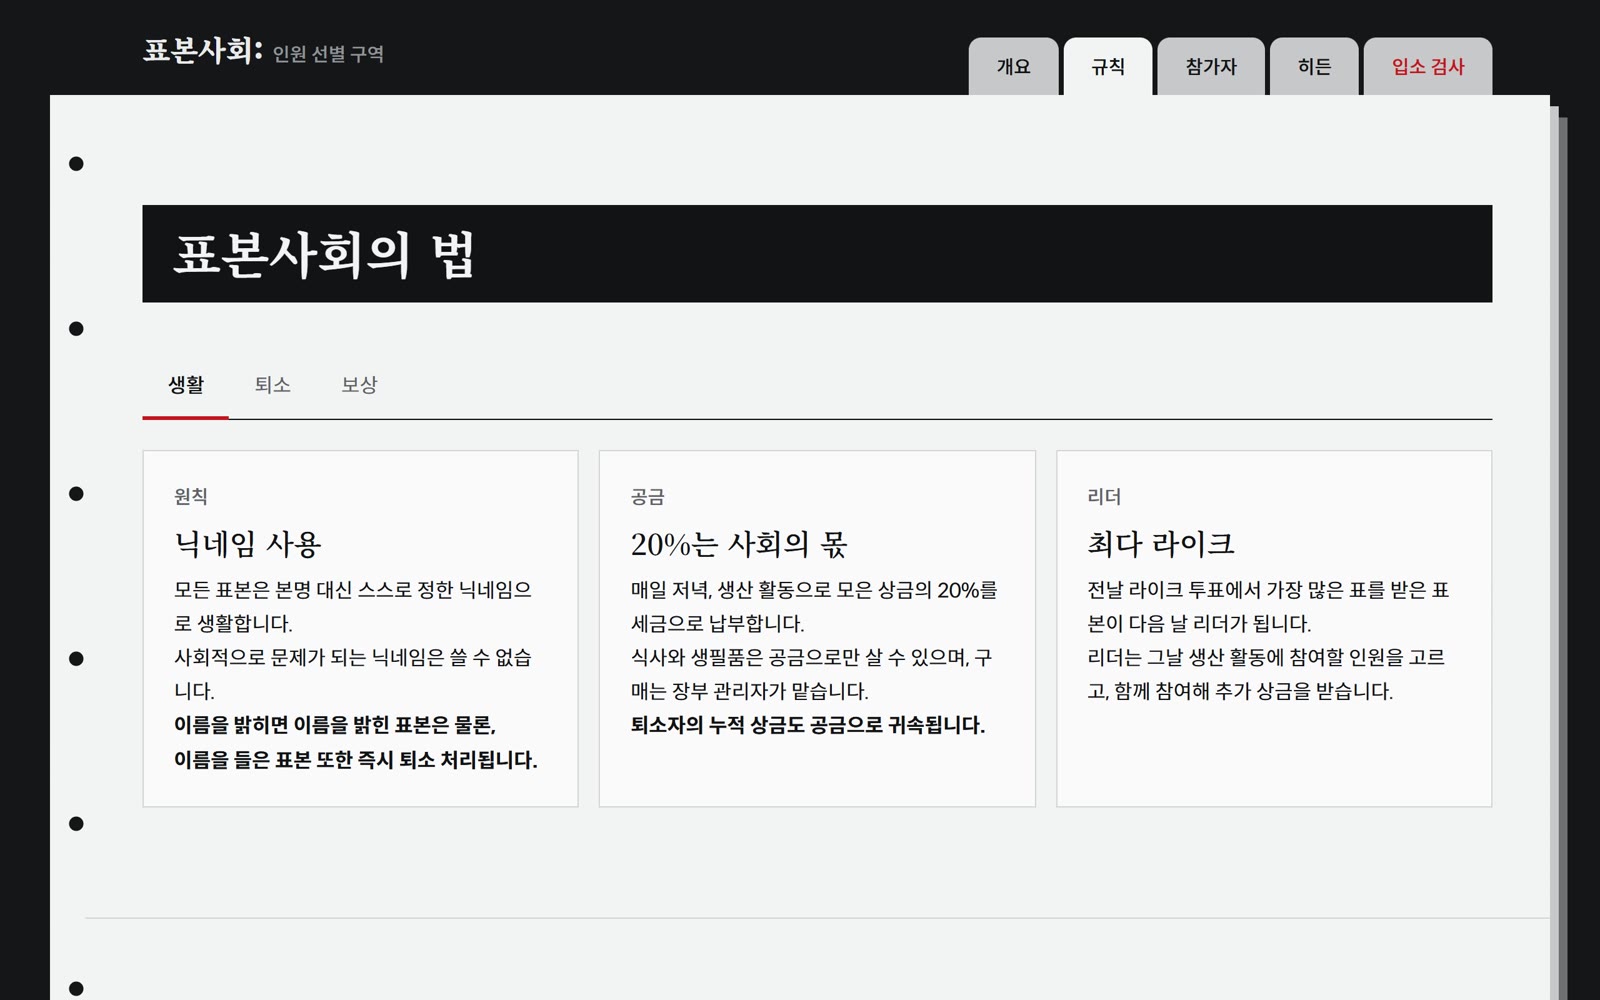 표본사회: 인원 선별 구역
개요
규칙
참가자
히든
입소 검사
표본사회의 법
생활
퇴소
보상
원칙
닉네임 사용
모든 표본은 본명 대신 스스로 정한 닉네임으
로 생활합니다.
사회적으로 문제가 되는 닉네임은 쓸 수 없습
니다.
이름을 밝히면 이름을 밝힌 표본은 물론,
이름을 들은 표본 또한 즉시 퇴소 처리됩니다.
공금
20%는 사회의 몫
매일 저녁, 생산 활동으로 모은 상금의 20%를
세금으로 납부합니다.
식사와 생필품은 공금으로만 살 수 있으며, 구
매는 장부 관리자가 맡습니다.
퇴소자의 누적 상금도 공금으로 귀속됩니다.
리더
최다 라이크
전날 라이크 투표에서 가장 많은 표를 받은 표
본이 다음 날 리더가 됩니다.
리더는 그날 생산 활동에 참여할 인원을 고르
고, 함께 참여해 추가 상금을 받습니다.